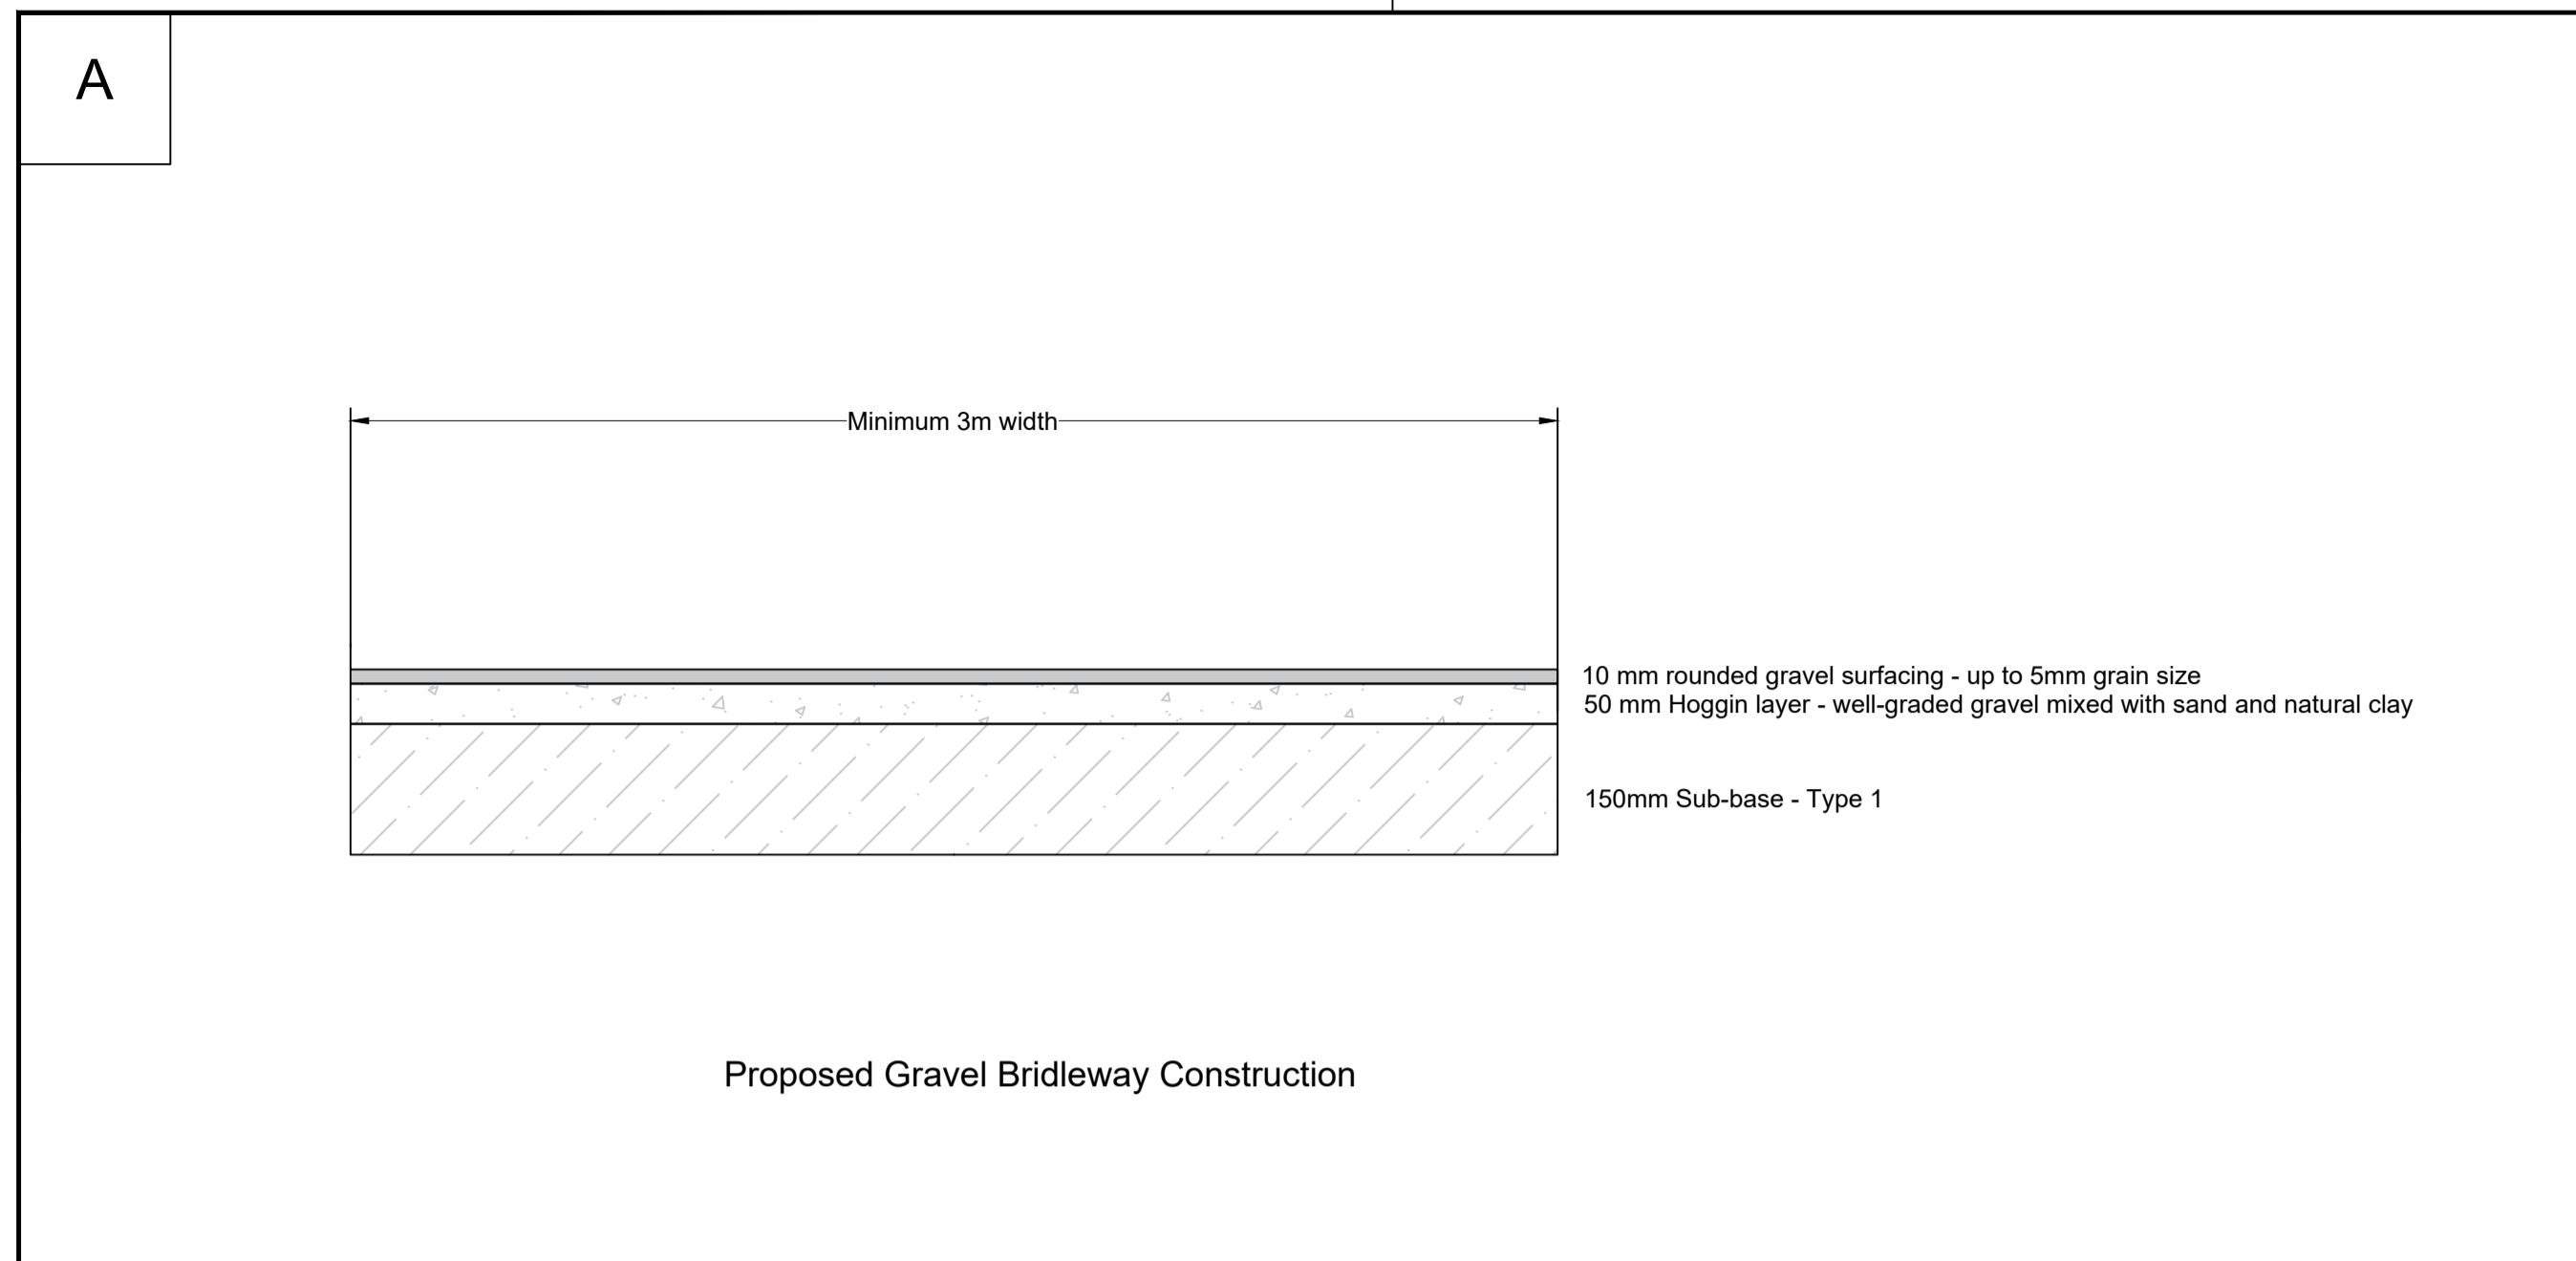 A
Minimum 3m width
10 mm rounded gravel surfacing - up to 5mm grain size
50 mm Hoggin layer - well-graded gravel mixed with sand and natural clay
150mm Sub-base - Type 1
Proposed Gravel Bridleway Construction